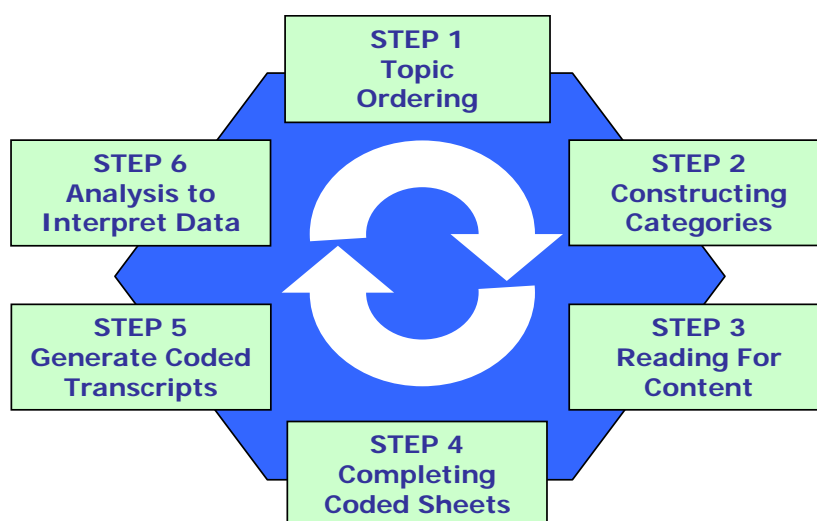 STEP 1
Topic
Ordering
STEP 2
Constructing
Categories
STEP 3
Reading For
Content
STEP 4
Completing
Coded Sheets
STEP 5
Generate Coded
Transcripts
STEP 6
Analysis to
Interpret Data